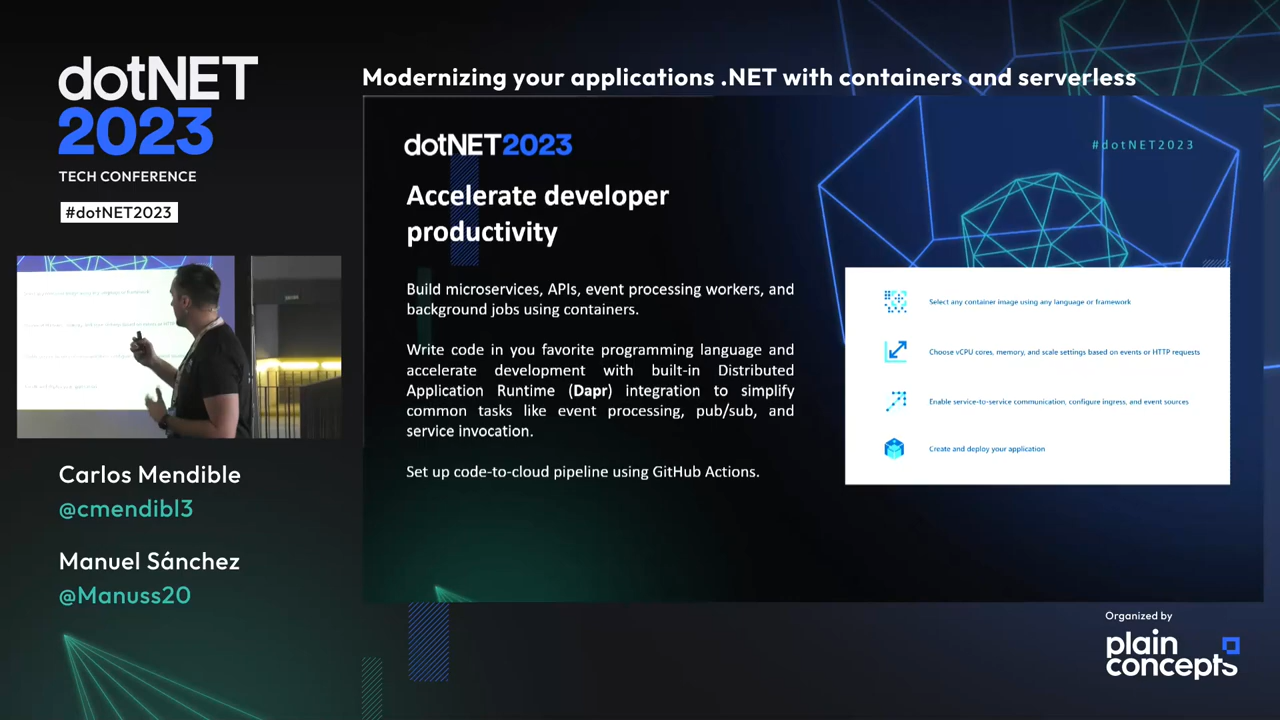 dotNET
2023
TECH CONFERENCE
#dotNET2023
Carlos Mendible
@cmendibl3
Manuel Sánchez
@Manuss20
Modernizing your applications .NET with containers and serverless
dotNET2023
#dotNET2023
Accelerate developer
productivity
Build microservices, APIs, event processing workers, and
background jobs using containers.
Write code in you favorite programming language and
accelerate development with built-in Distributed
Application Runtime (Dapr) integration to simplify
common tasks like event processing, pub/sub, and
service invocation.
Set up code-to-cloud pipeline using GitHub Actions.
Select any container image using any language or framework
Choose vCPU cores, memory, and scale settings based on events or HTTP requests
Enable service-to-service communication, configure ingress, and event sources
Create and deploy your application
Organized by
plain
concepts